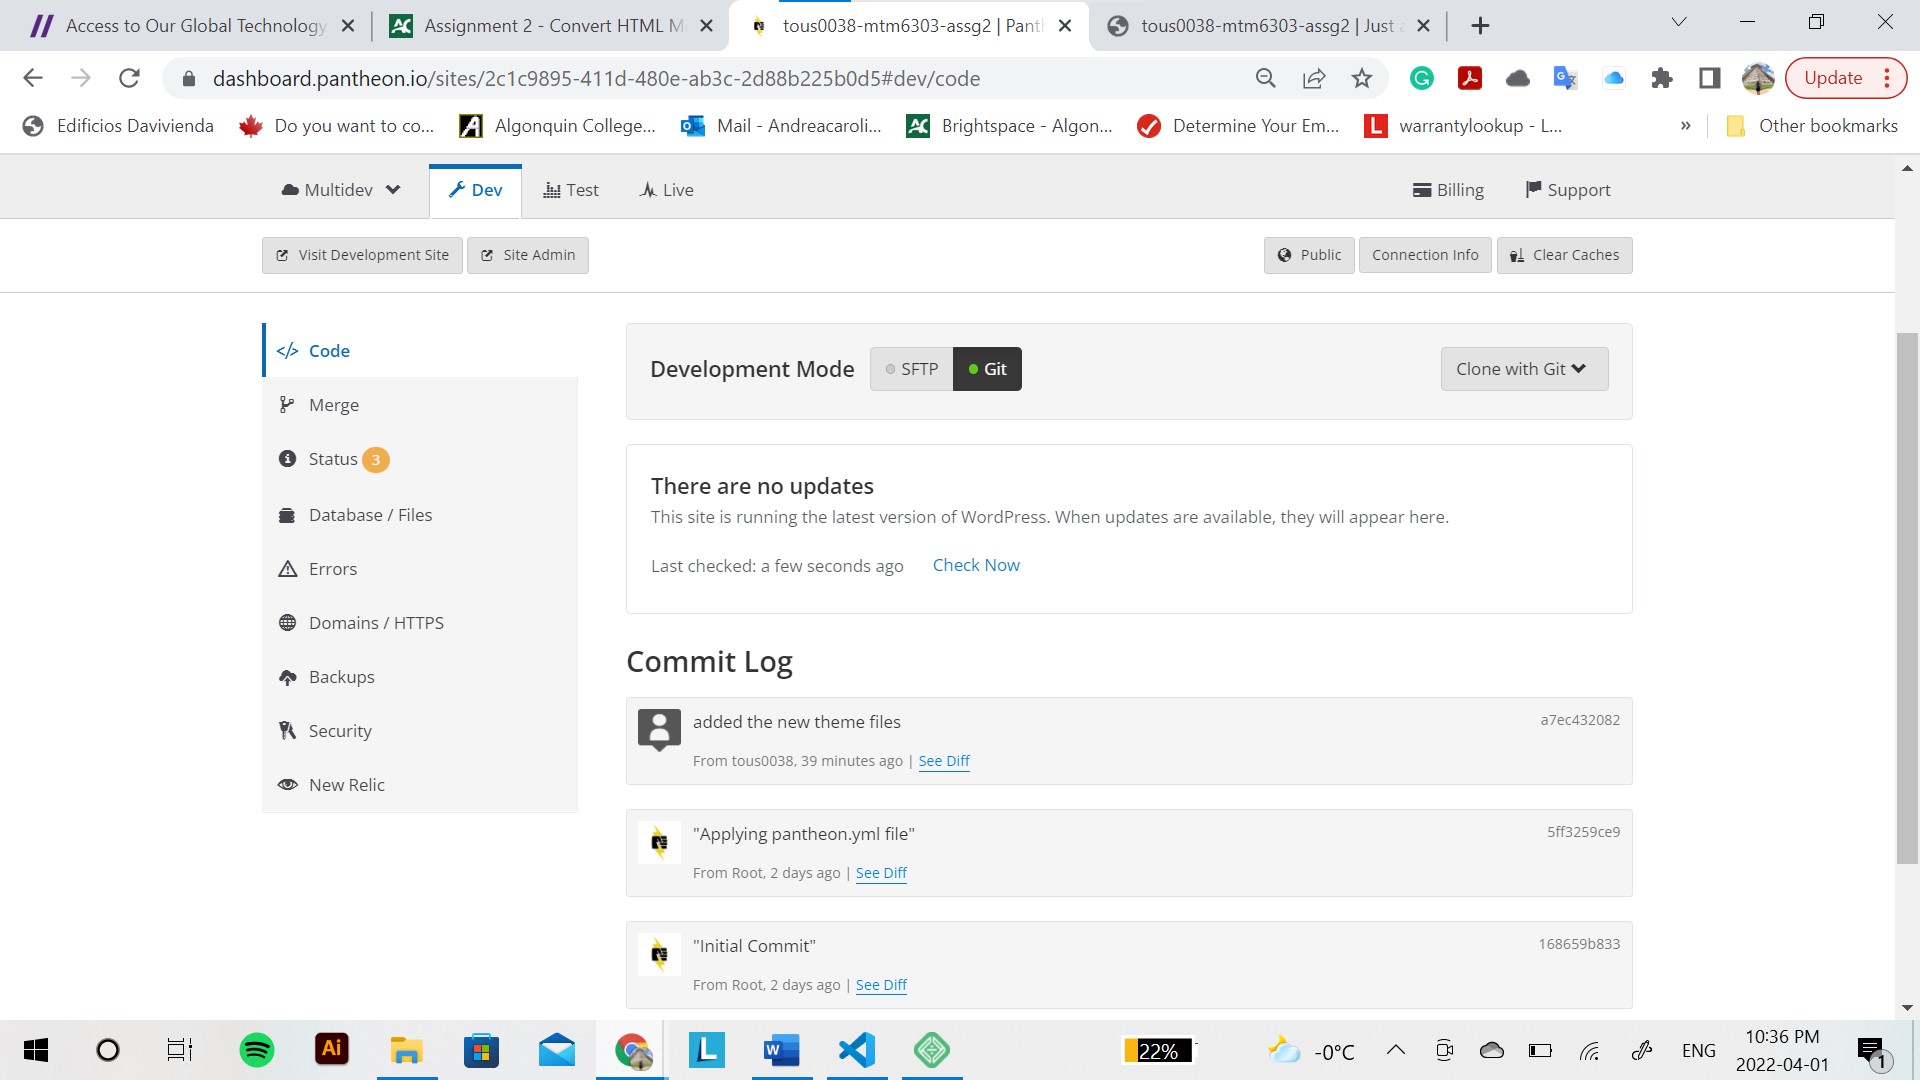 Access to Our Global Technology
Assignment 2 - Convert HTML M
tous0038-mtm6303-assg2 | Pant
tous0038-mtm6303-assg2 | Just a
dashboard.pantheon.io/sites/2c1c9895-411d-480e-ab3c-2d88b225b0d5#dev/code
Update
Edificios Davivienda
Do you want to co...
Algonquin College...
Mail - Andreacaroli...
Brightspace - Algon...
Determine Your Em...
warrantylookup - L...
»
Other bookmarks
Multidev
Dev
Test
Live
Billing
Support
Visit Development Site
Site Admin
Public
Connection Info
Clear Caches
Code
Merge
Status 3
Database / Files
Errors
Domains / HTTPS
Backups
Security
New Relic
Development Mode
SFTP
Git
Clone with Git
There are no updates
This site is running the latest version of WordPress. When updates are available, they will appear here.
Last checked: a few seconds ago Check Now
Commit Log
added the new theme files
a7ec432082
From tous0038, 39 minutes ago | See Diff
"Applying pantheon.yml file"
5ff3259ce9
From Root, 2 days ago | See Diff
"Initial Commit"
168659b833
From Root, 2 days ago | See Diff
Ai
L
W
22%
-0°C
ENG
10:36 PM
2022-04-01
1